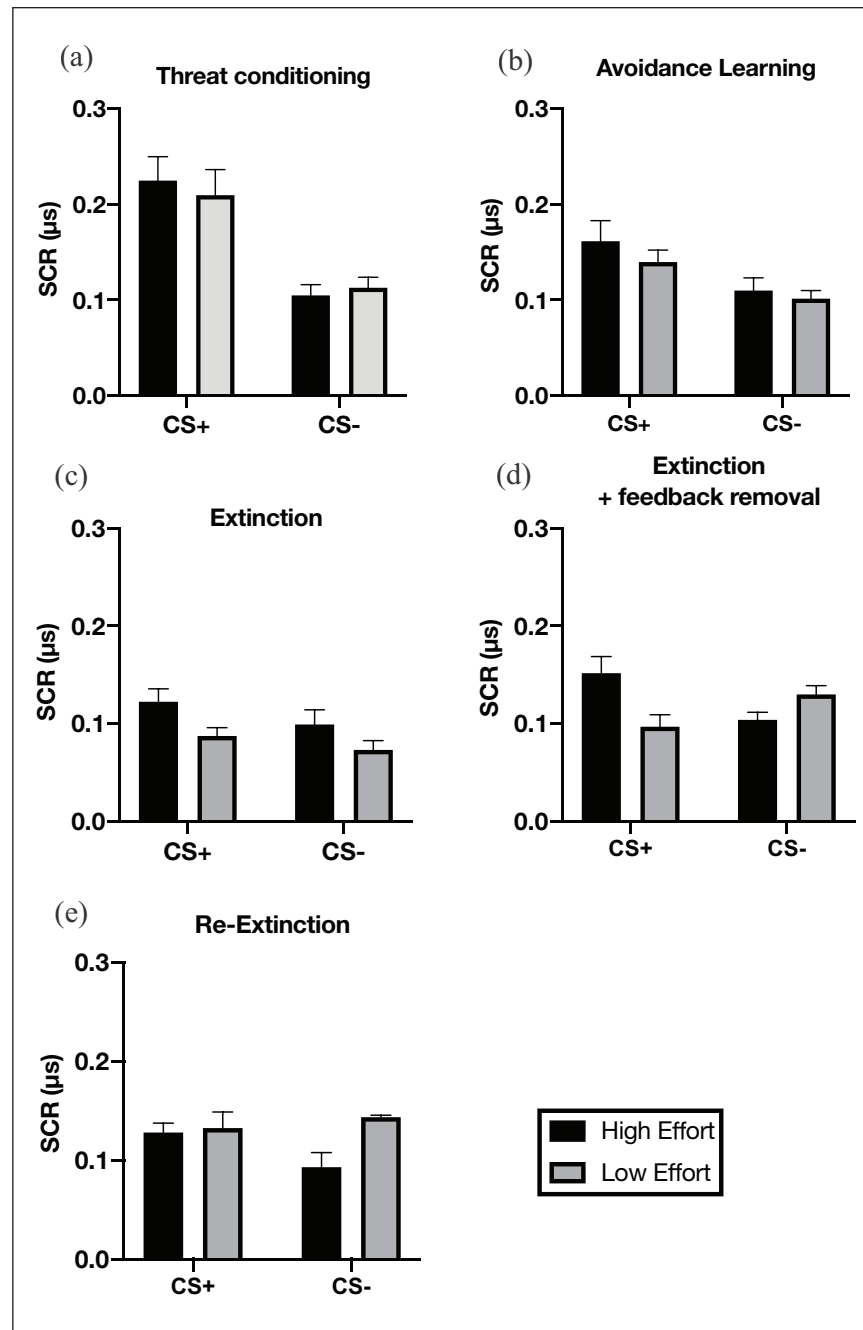 (a)
Threat conditioning
0.3
0.2
0.1
0.0
SCR (µs)
CS+ CS-
(b)
Avoidance Learning
0.3
0.2
0.1
0.0
SCR (µs)
CS+ CS-
(c)
Extinction
0.3
0.2
0.1
0.0
SCR (µs)
CS+ CS-
(d)
Extinction
+ feedback removal
0.3
0.2
0.1
0.0
SCR (µs)
CS+ CS-
(e)
Re-Extinction
0.3
0.2
0.1
0.0
SCR (µs)
CS+ CS-
High Effort
Low Effort